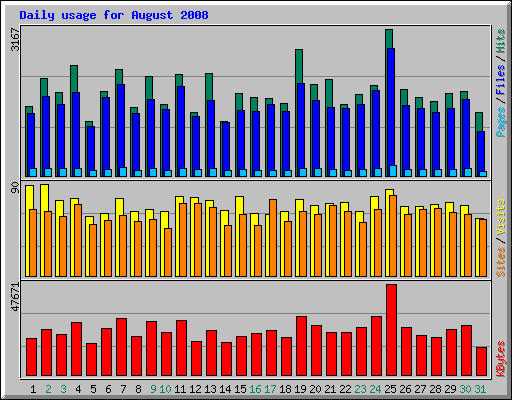 Daily usage for August 2008
3167
Pages / Files / Hits
90
Sites / Visits
47671
KBytes
1 2 3 4 5 6 7 8 9 10 11 12 13 14 15 16 17 18 19 20 21 22 23 24 25 26 27 28 29 30 31